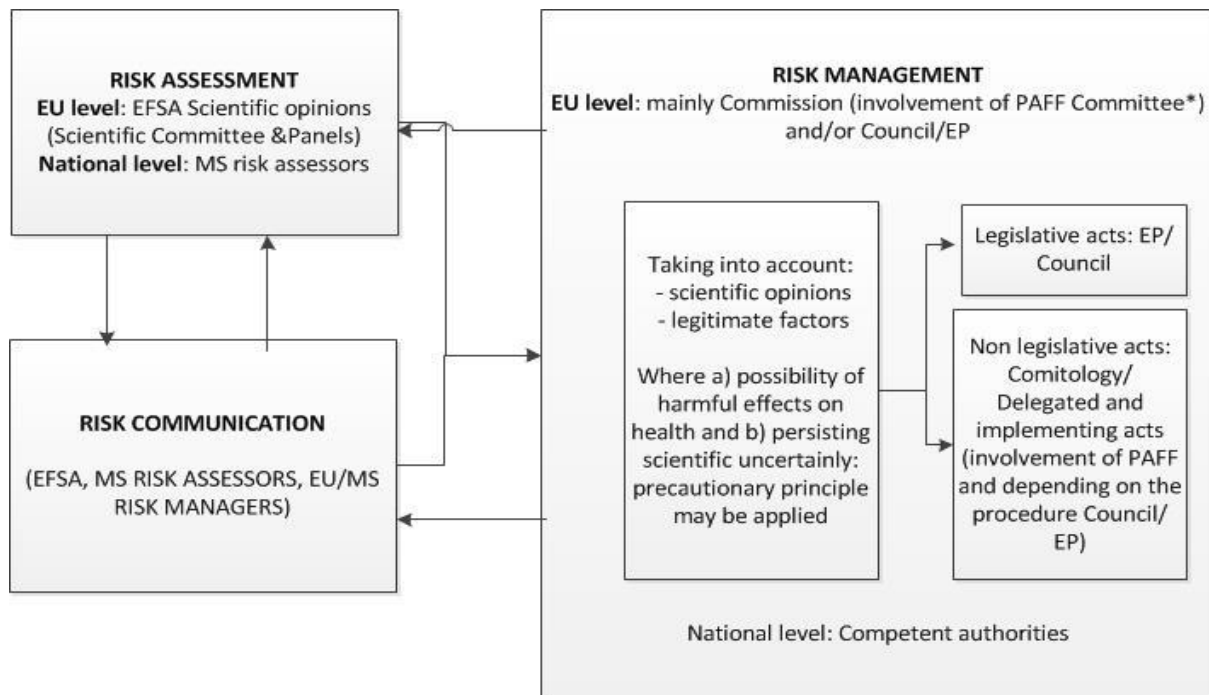 RISK ASSESSMENT
EU level: EFSA Scientific opinions
(Scientific Committee &Panels)
National level: MS risk assessors
RISK COMMUNICATION
(EFSA, MS RISK ASSESSORS, EU/MS
RISK MANAGERS)
RISK MANAGEMENT
EU level: mainly Commission (involvement of PAFF Committee*)
and/or Council/EP
Taking into account:
- scientific opinions
- legitimate factors
Where a) possibility of
harmful effects on
health and b) persisting
scientific uncertainly:
precautionary principle
may be applied
Legislative acts: EP/
Council
Non legislative acts:
Comitology/
Delegated and
implementing acts
(involvement of PAFF
and depending on the
procedure Council/
EP)
National level: Competent authorities